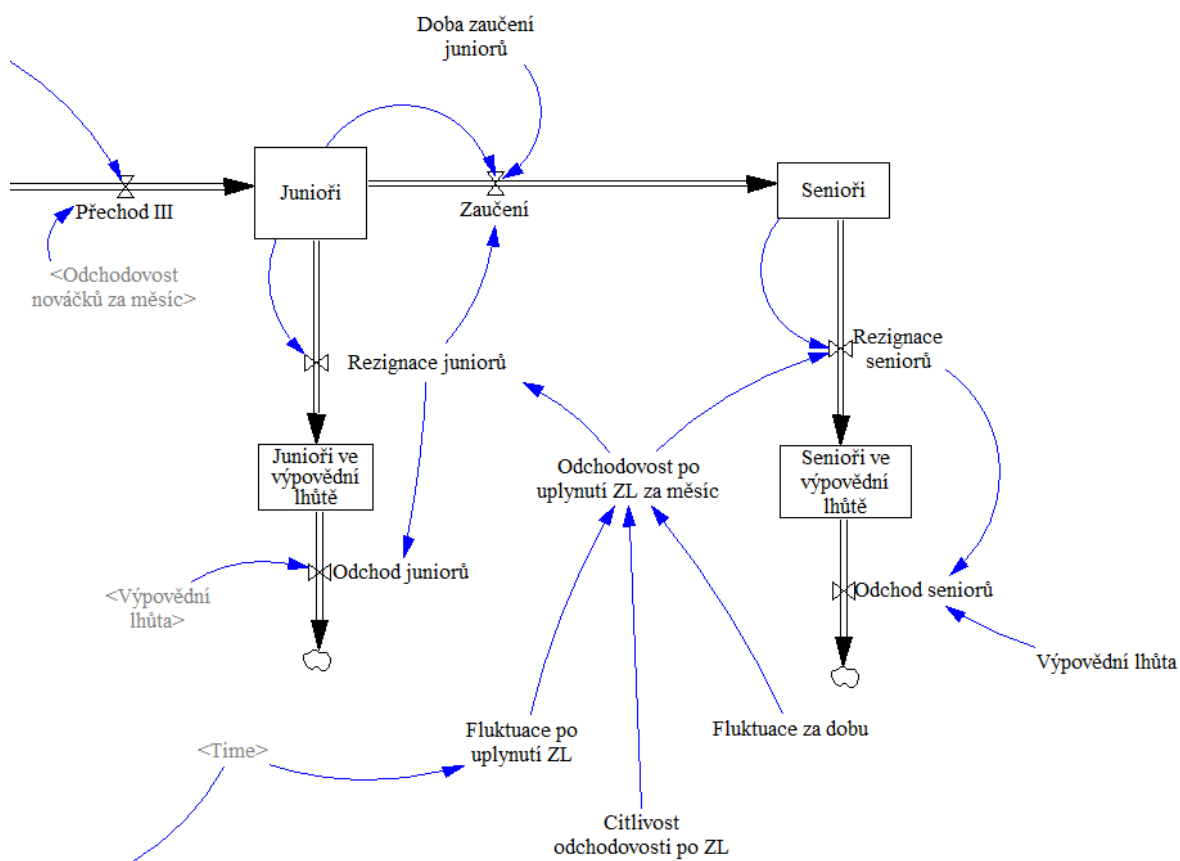 Doba zaučení
juniorů
Junioři
Senioři
Přechod III
Zaučení
<Odchodovost
nováčků za měsíc>
Rezignace juniorů
Rezignace
seniorů
Junioři ve
výpovědní
lhůtě
Odchodovost po
uplynutí ZL za měsíc
Senioři ve
výpovědní
lhůtě
Odchod juniorů
<Výpovědní
lhůta>
Odchod seniorů
Výpovědní lhůta
Fluktuace po
uplynutí ZL
Fluktuace za dobu
<Time>
Citlivost
odchodovosti po ZL